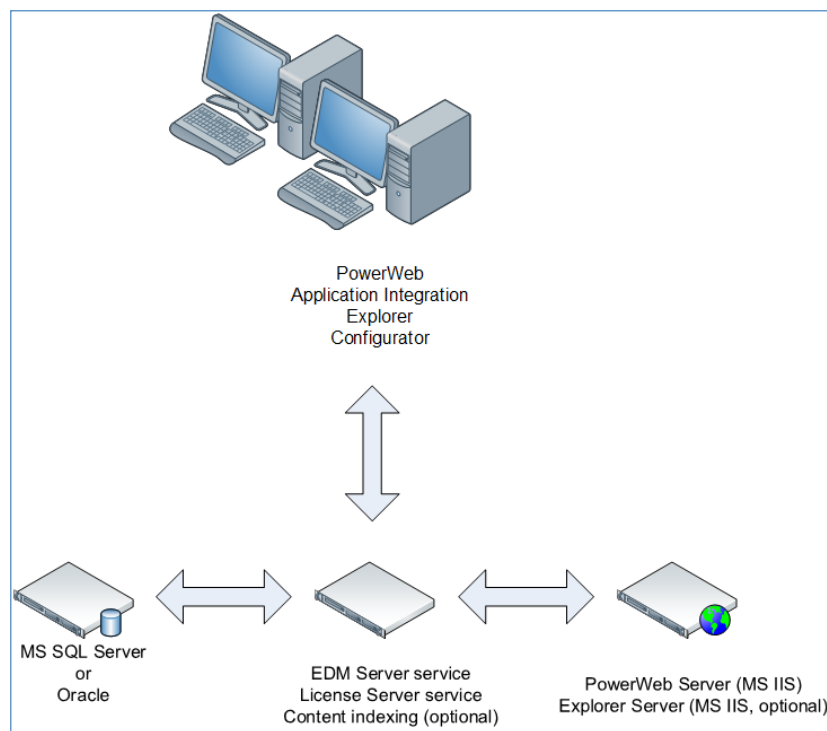 PowerWeb
Application Integration
Explorer
Configurator
MS SQL Server
or
Oracle
EDM Server service
License Server service
Content indexing (optional)
PowerWeb Server (MS IIS)
Explorer Server (MS IIS, optional)